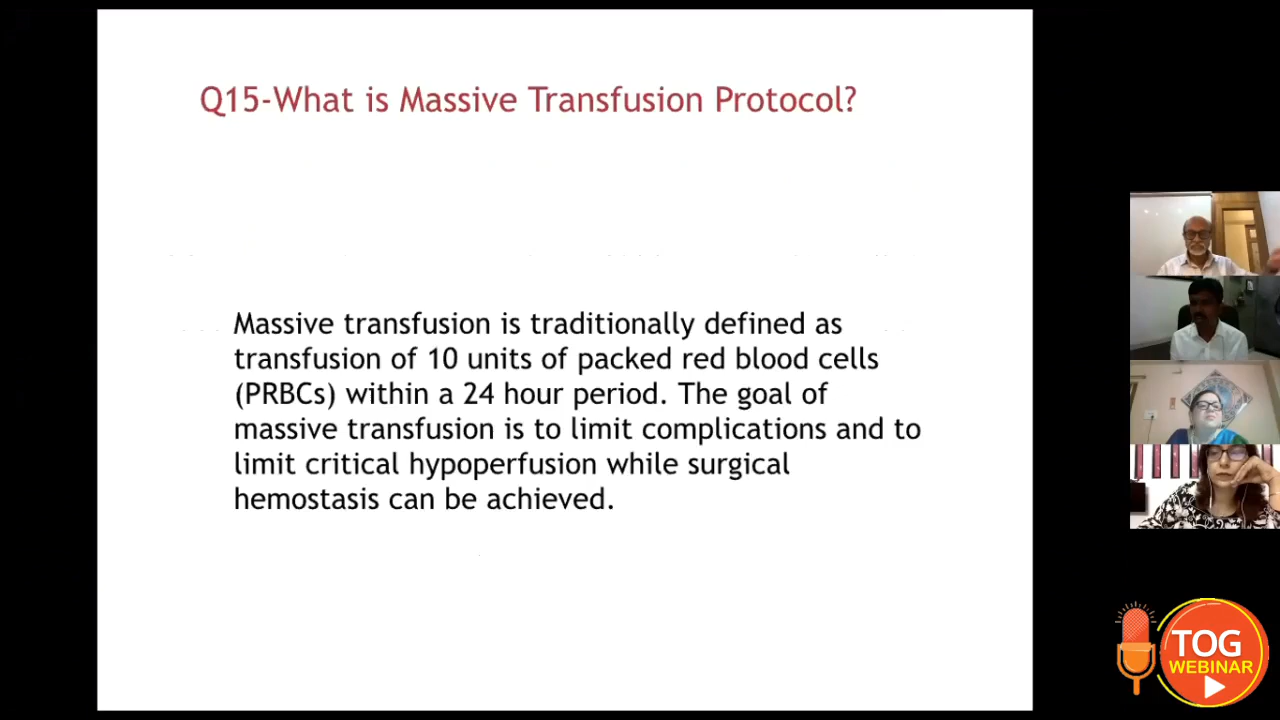 Q15-What is Massive Transfusion Protocol?
Massive transfusion is traditionally defined as
transfusion of 10 units of packed red blood cells
(PRBCs) within a 24 hour period. The goal of
massive transfusion is to limit complications and to
limit critical hypoperfusion while surgical
hemostasis can be achieved.
TOG
WEBINAR